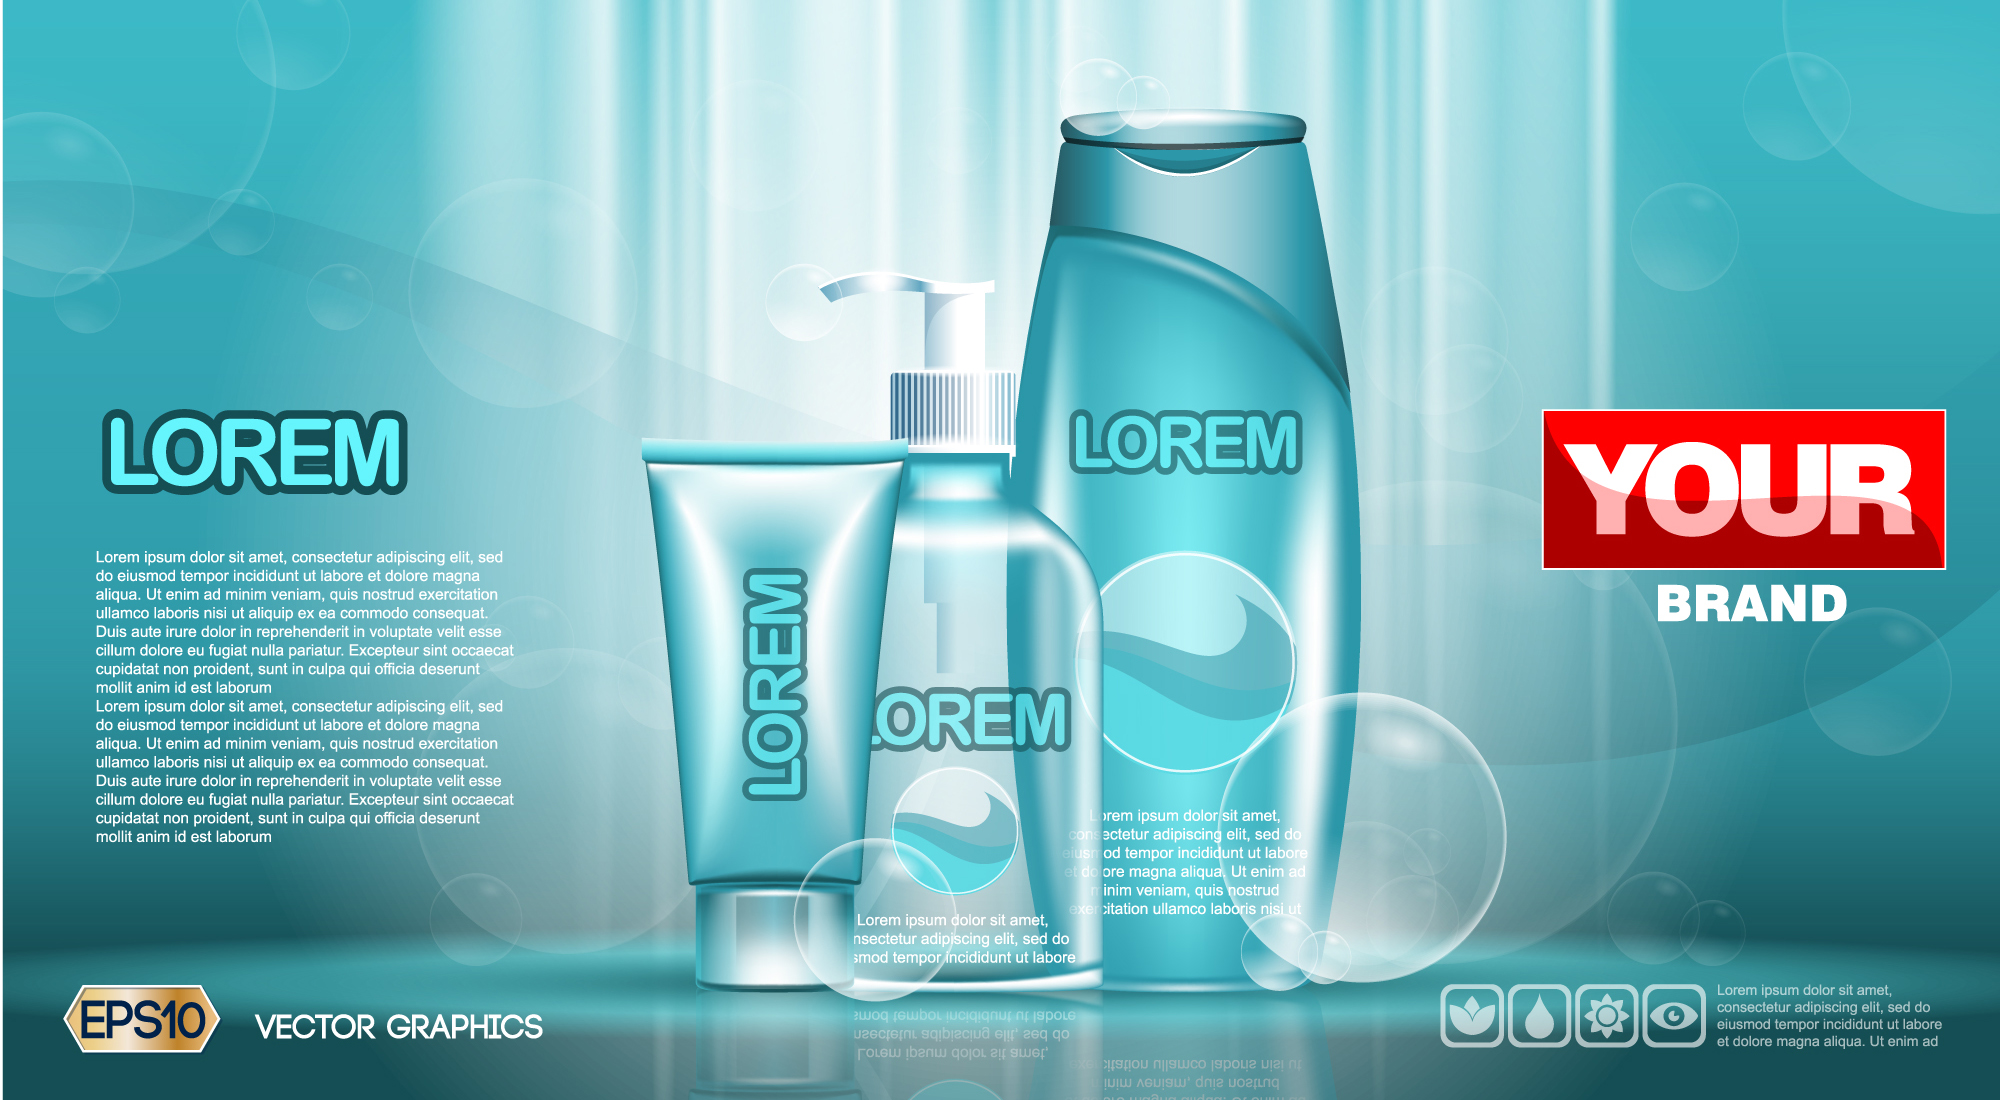 LOREM
Lorem ipsum dolor sit amet, consectetur adipiscing elit, sed
do eiusmod tempor incididunt ut labore et dolore magna
aliqua. Ut enim ad minim veniam, quis nostrud exercitation
ullamco laboris nisi ut aliquip ex ea commodo consequat.
Duis aute irure dolor in reprehenderit in voluptate velit esse
cillum dolore eu fugiat nulla pariatur. Excepteur sint occaecat
cupidatat non proident, sunt in culpa qui officia deserunt
mollit anim id est laborum
Lorem ipsum dolor sit amet, consectetur adipiscing elit, sed
do eiusmod tempor incididunt ut labore et dolore magna
aliqua. Ut enim ad minim veniam, quis nostrud exercitation
ullamco laboris nisi ut aliquip ex ea commodo consequat.
Duis aute irure dolor in reprehenderit in voluptate velit esse
cillum dolore eu fugiat nulla pariatur. Excepteur sint occaecat
cupidatat non proident, sunt in culpa qui officia deserunt
mollit anim id est laborum
EPS10
VECTOR GRAPHICS
LOREM
LOREM
Lorem ipsum dolor sit amet,
nsectetur adipiscing elit, sed do
smod tempor incididunt ut labore
LOREM
Lorem ipsum dolor sit amet,
consectetur adipiscing elit, sed do
eiusmod tempor incididunt ut labore
et dolore magna aliqua. Ut enim ad
minim veniam, quis nostrud
exercitation ullamco laboris nisi ut
YOUR
BRAND
Lorem ipsum dolor sit amet,
consectetur adipiscing elit, sed do
eiusmod tempor incididunt ut labore
et dolore magna aliqua. Ut enim ad